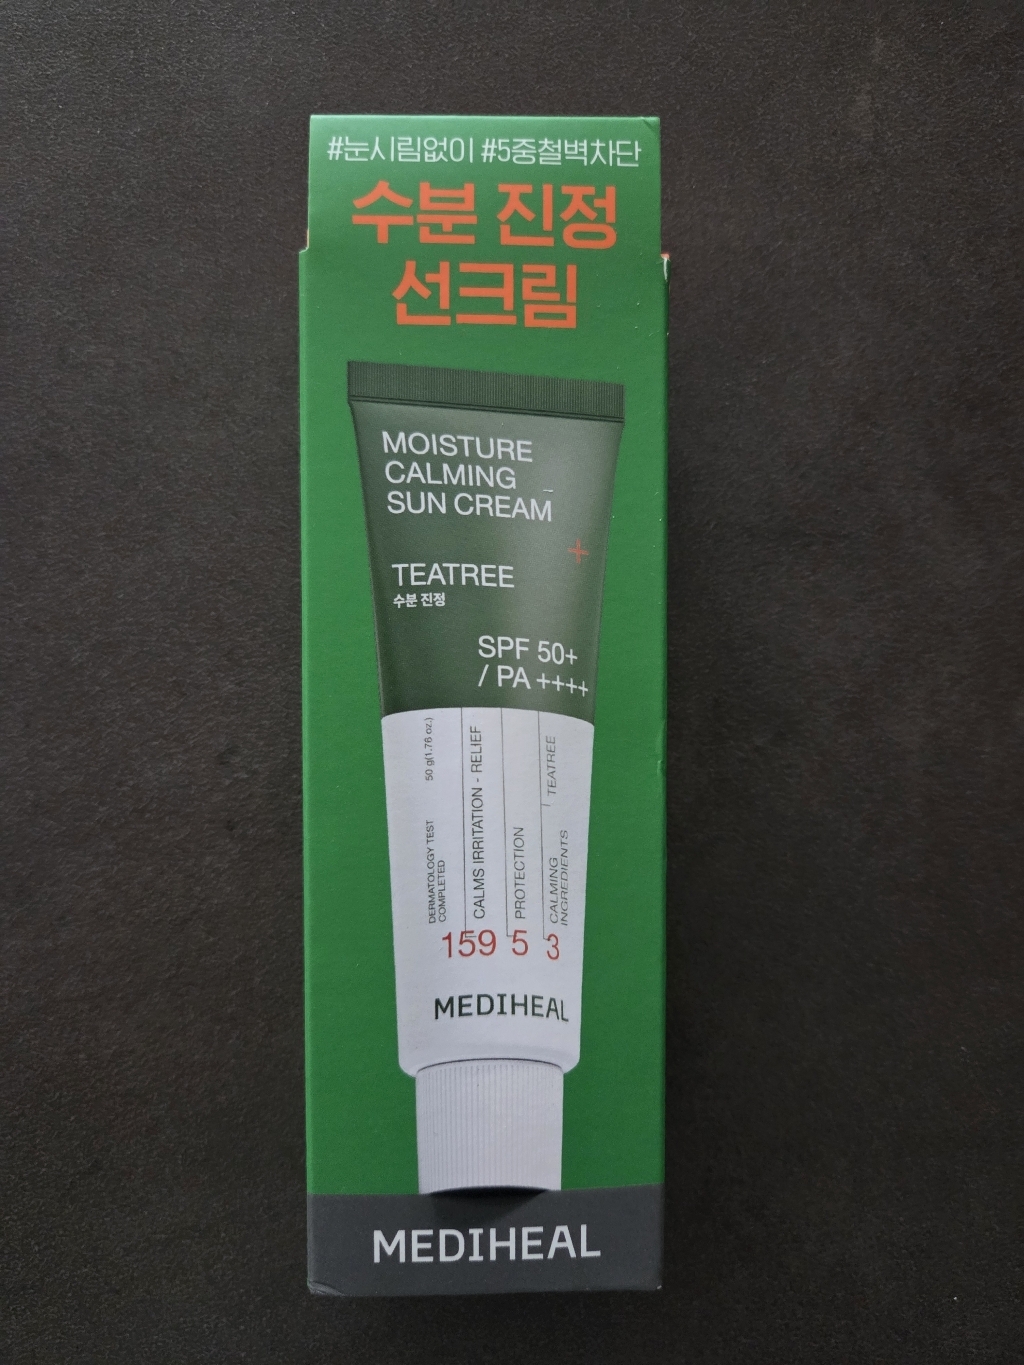 #눈시림없이 #5중철벽차단
수분 진정
선크림
MOISTURE
CALMING
SUN CREAM
TEATREE
수분 진정
SPF 50+
/ PA ++++
50 g(1.76 oz.)
DERMATOLOGY TEST
COMPLETED
CALMS IRRITATION - RELIEF
PROTECTION
TEATREE
CALMING
INGREDIENTS
159 5 3
MEDIHEAL
MEDIHEAL